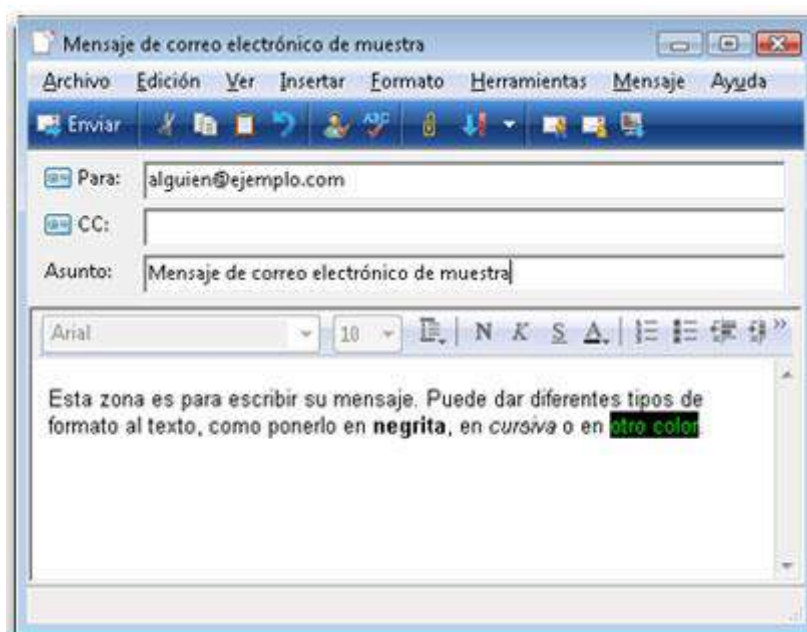 Mensaje de correo electrónico de muestra
Archivo Edición Ver Insertar Formato Herramientas Mensaje Ayuda
Enviar ABC
Para: alguien@ejemplo.com
CC:
Asunto: Mensaje de correo electrónico de muestra
Arial 10 N K S A
Esta zona es para escribir su mensaje. Puede dar diferentes tipos de
formato al texto, como ponerlo en negrita, en cursiva o en otro color.